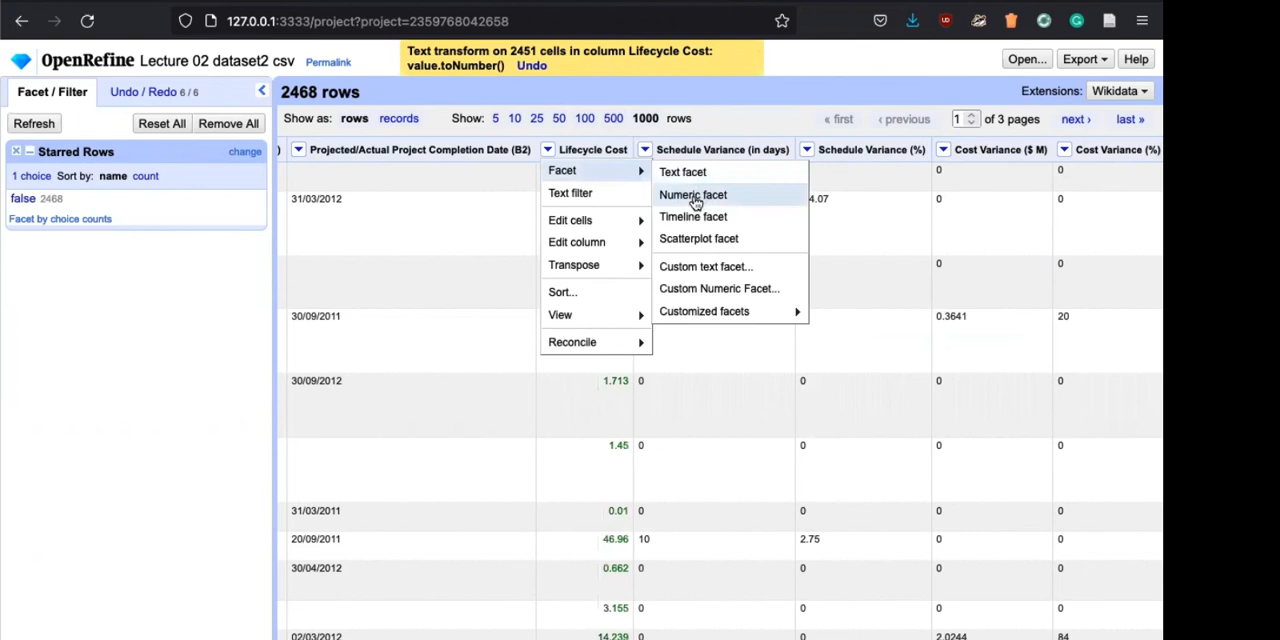 127.0.0.1:3333/project?project=2359768042658
OpenRefine Lecture 02 dataset2 csv Permalink
Text transform on 2451 cells in column Lifecycle Cost:
value.toNumber() Undo
Open... Export Help
Facet / Filter Undo / Redo 6 / 6
2468 rows
Extensions: Wikidata
Refresh Reset All Remove All
Show as: rows records Show: 5 10 25 50 100 500 1000 rows
« first ‹ previous 1 of 3 pages next › last »
Starred Rows change
1 choice Sort by: name count
false 2468
Facet by choice counts
) Projected/Actual Project Completion Date (B2) Lifecycle Cost Schedule Variance (in days) Schedule Variance (%) Cost Variance ($ M) Cost Variance (%)
Facet
Text filter
Edit cells
Edit column
Transpose
Sort...
View
Reconcile
Text facet
Numeric facet
Timeline facet
Scatterplot facet
Custom text facet...
Custom Numeric Facet...
Customized facets
0 0
31/03/2012 4.07
0 0
30/09/2011 0.3641 20
30/09/2012 1.713 0 0 0 0
1.45 0 0 0 0
31/03/2011 0.01 0 0 0 0
20/09/2011 46.96 10 2.75 0 0
30/04/2012 0.662 0 0 0 0
3.155 0 0 0 0
02/03/2012 14.239 0 0 2.0244 84